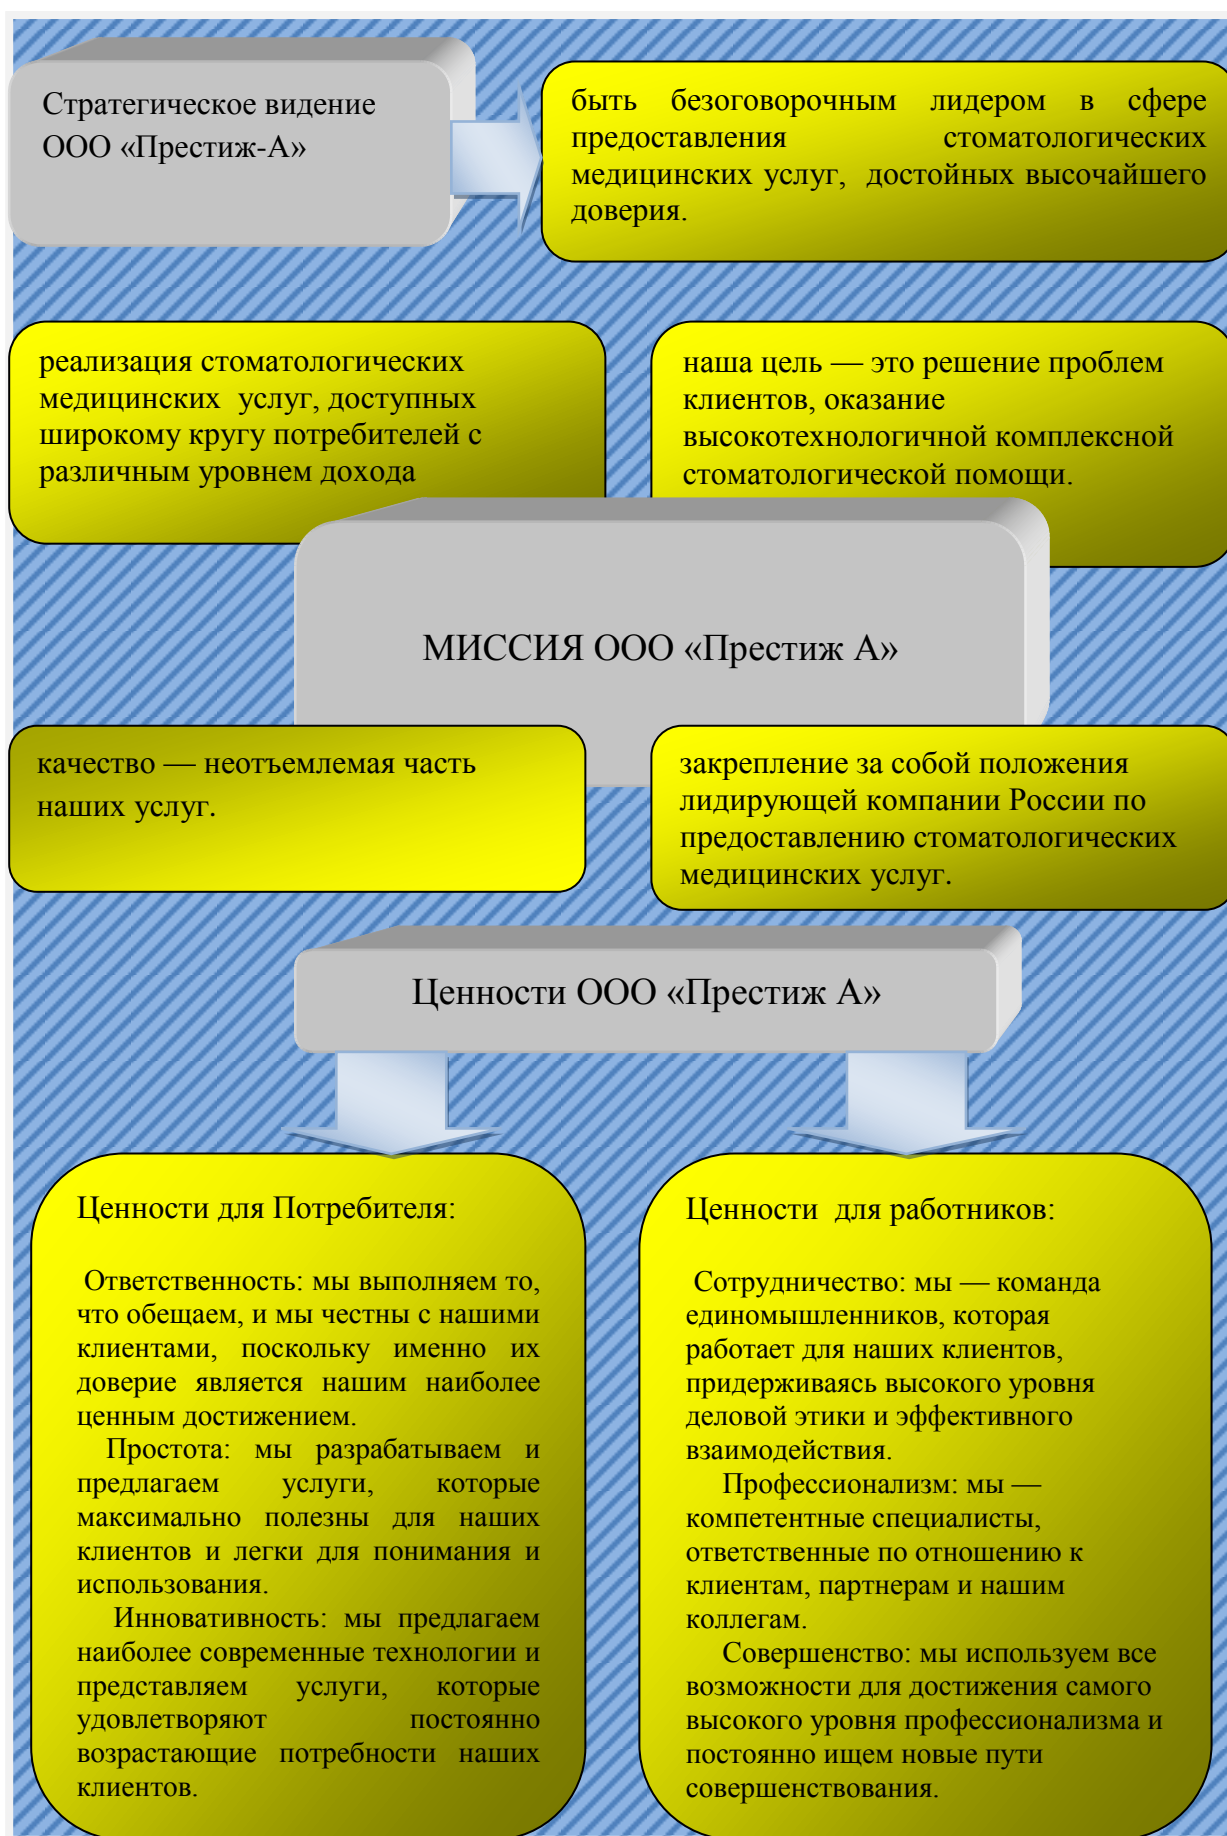 Стратегическое видение
ООО «Престиж-А»
быть безоговорочным лидером в сфере
предоставления стоматологических
медицинских услуг, достойных высочайшего
доверия.
реализация стоматологических
медицинских услуг, доступных
широкому кругу потребителей с
различным уровнем дохода
наша цель — это решение проблем
клиентов, оказание
высокотехнологичной комплексной
стоматологической помощи.
МИССИЯ ООО «Престиж А»
качество — неотъемлемая часть
наших услуг.
закрепление за собой положения
лидирующей компании России по
предоставлению стоматологических
медицинских услуг.
Ценности ООО «Престиж А»
Ценности для Потребителя:
Ответственность: мы выполняем то,
что обещаем, и мы честны с нашими
клиентами, поскольку именно их
доверие является нашим наиболее
ценным достижением.
Простота: мы разрабатываем и
предлагаем услуги, которые
максимально полезны для наших
клиентов и легки для понимания и
использования.
Инновативность: мы предлагаем
наиболее современные технологии и
представляем услуги, которые
удовлетворяют постоянно
возрастающие потребности наших
клиентов.
Ценности для работников:
Сотрудничество: мы — команда
единомышленников, которая
работает для наших клиентов,
придерживаясь высокого уровня
деловой этики и эффективного
взаимодействия.
Профессионализм: мы —
компетентные специалисты,
ответственные по отношению к
клиентам, партнерам и нашим
коллегам.
Совершенство: мы используем все
возможности для достижения самого
высокого уровня профессионализма и
постоянно ищем новые пути
совершенствования.